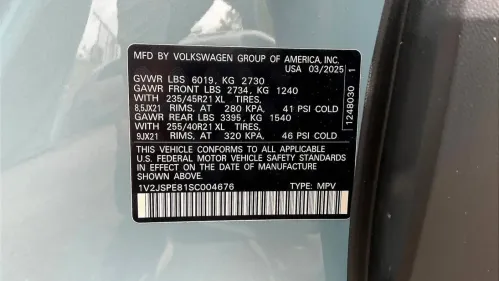 MFD BY VOLKSWAGEN GROUP OF AMERICA, INC.
USA 03/2025
GVWR LBS 6019, KG 2730
GAWR FRONT LBS 2734, KG 1240
WITH 235/45R21 XL TIRES,
8,5JX21 RIMS, AT 280 KPA, 41 PSI COLD
GAWR REAR LBS 3395, KG 1540
WITH 255/40R21 XL TIRES,
9JX21 RIMS, AT 320 KPA, 46 PSI COLD
THIS VEHICLE CONFORMS TO ALL APPLICABLE
U.S. FEDERAL MOTOR VEHICLE SAFETY STANDARDS
IN EFFECT ON THE DATE OF MANUFACTURE
SHOWN ABOVE.
1V2JSPE81SC004676 TYPE: MPV
1248030 1